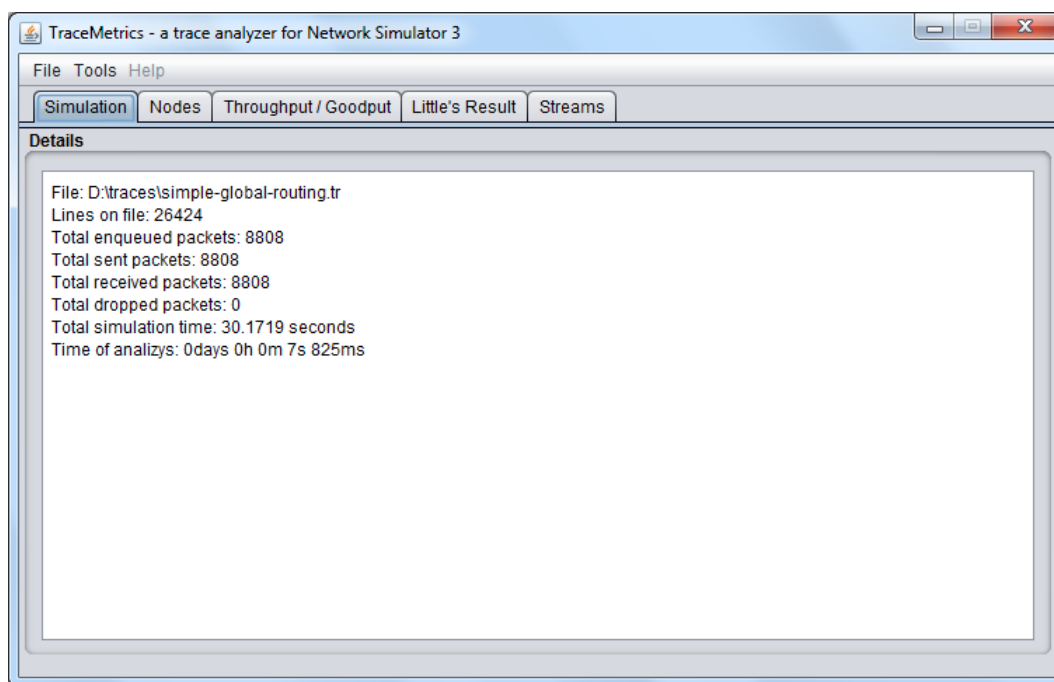 TraceMetrics - a trace analyzer for Network Simulator 3
File Tools Help
Simulation Nodes Throughput / Goodput Little's Result Streams
Details
File: D:\traces\simple-global-routing.tr
Lines on file: 26424
Total enqueued packets: 8808
Total sent packets: 8808
Total received packets: 8808
Total dropped packets: 0
Total simulation time: 30.1719 seconds
Time of analizys: 0days 0h 0m 7s 825ms